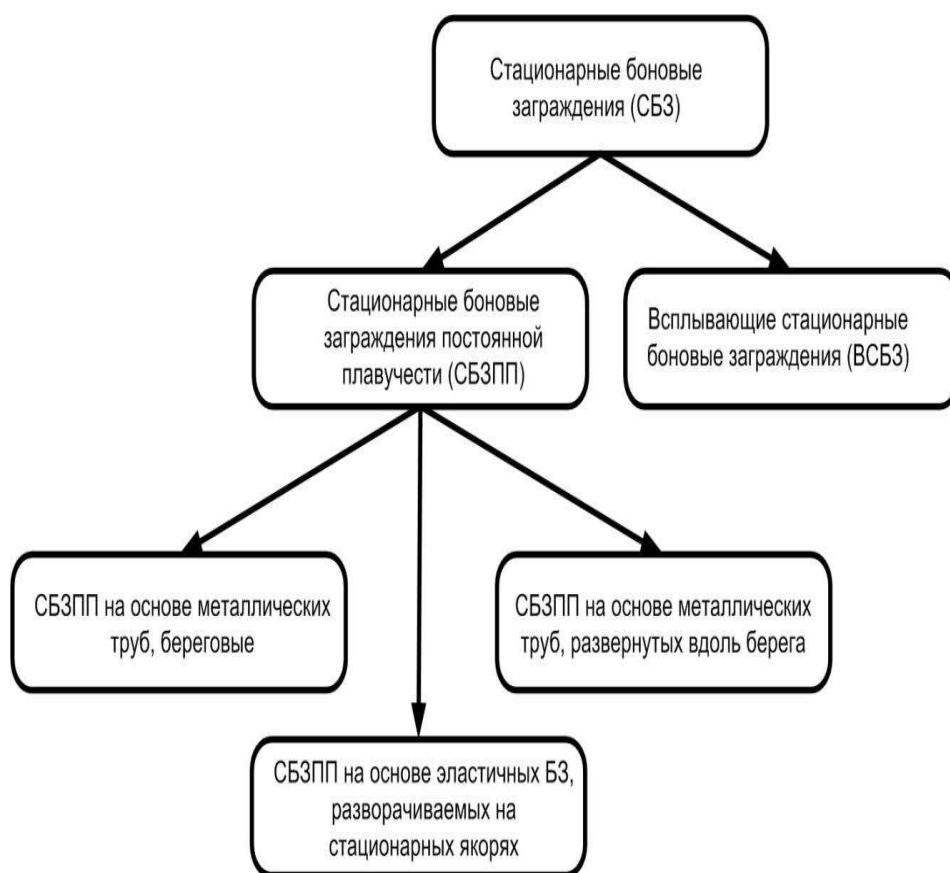 Стационарные боновые
заграждения (СБЗ)
Стационарные боновые
заграждения постоянной
плавучести (СБЗПП)
Всплывающие стационарные
боновые заграждения (ВСБЗ)
СБЗПП на основе металлических
труб, береговые
СБЗПП на основе металлических
труб, развернутых вдоль берега
СБЗПП на основе эластичных БЗ,
разворачиваемых на
стационарных якорях